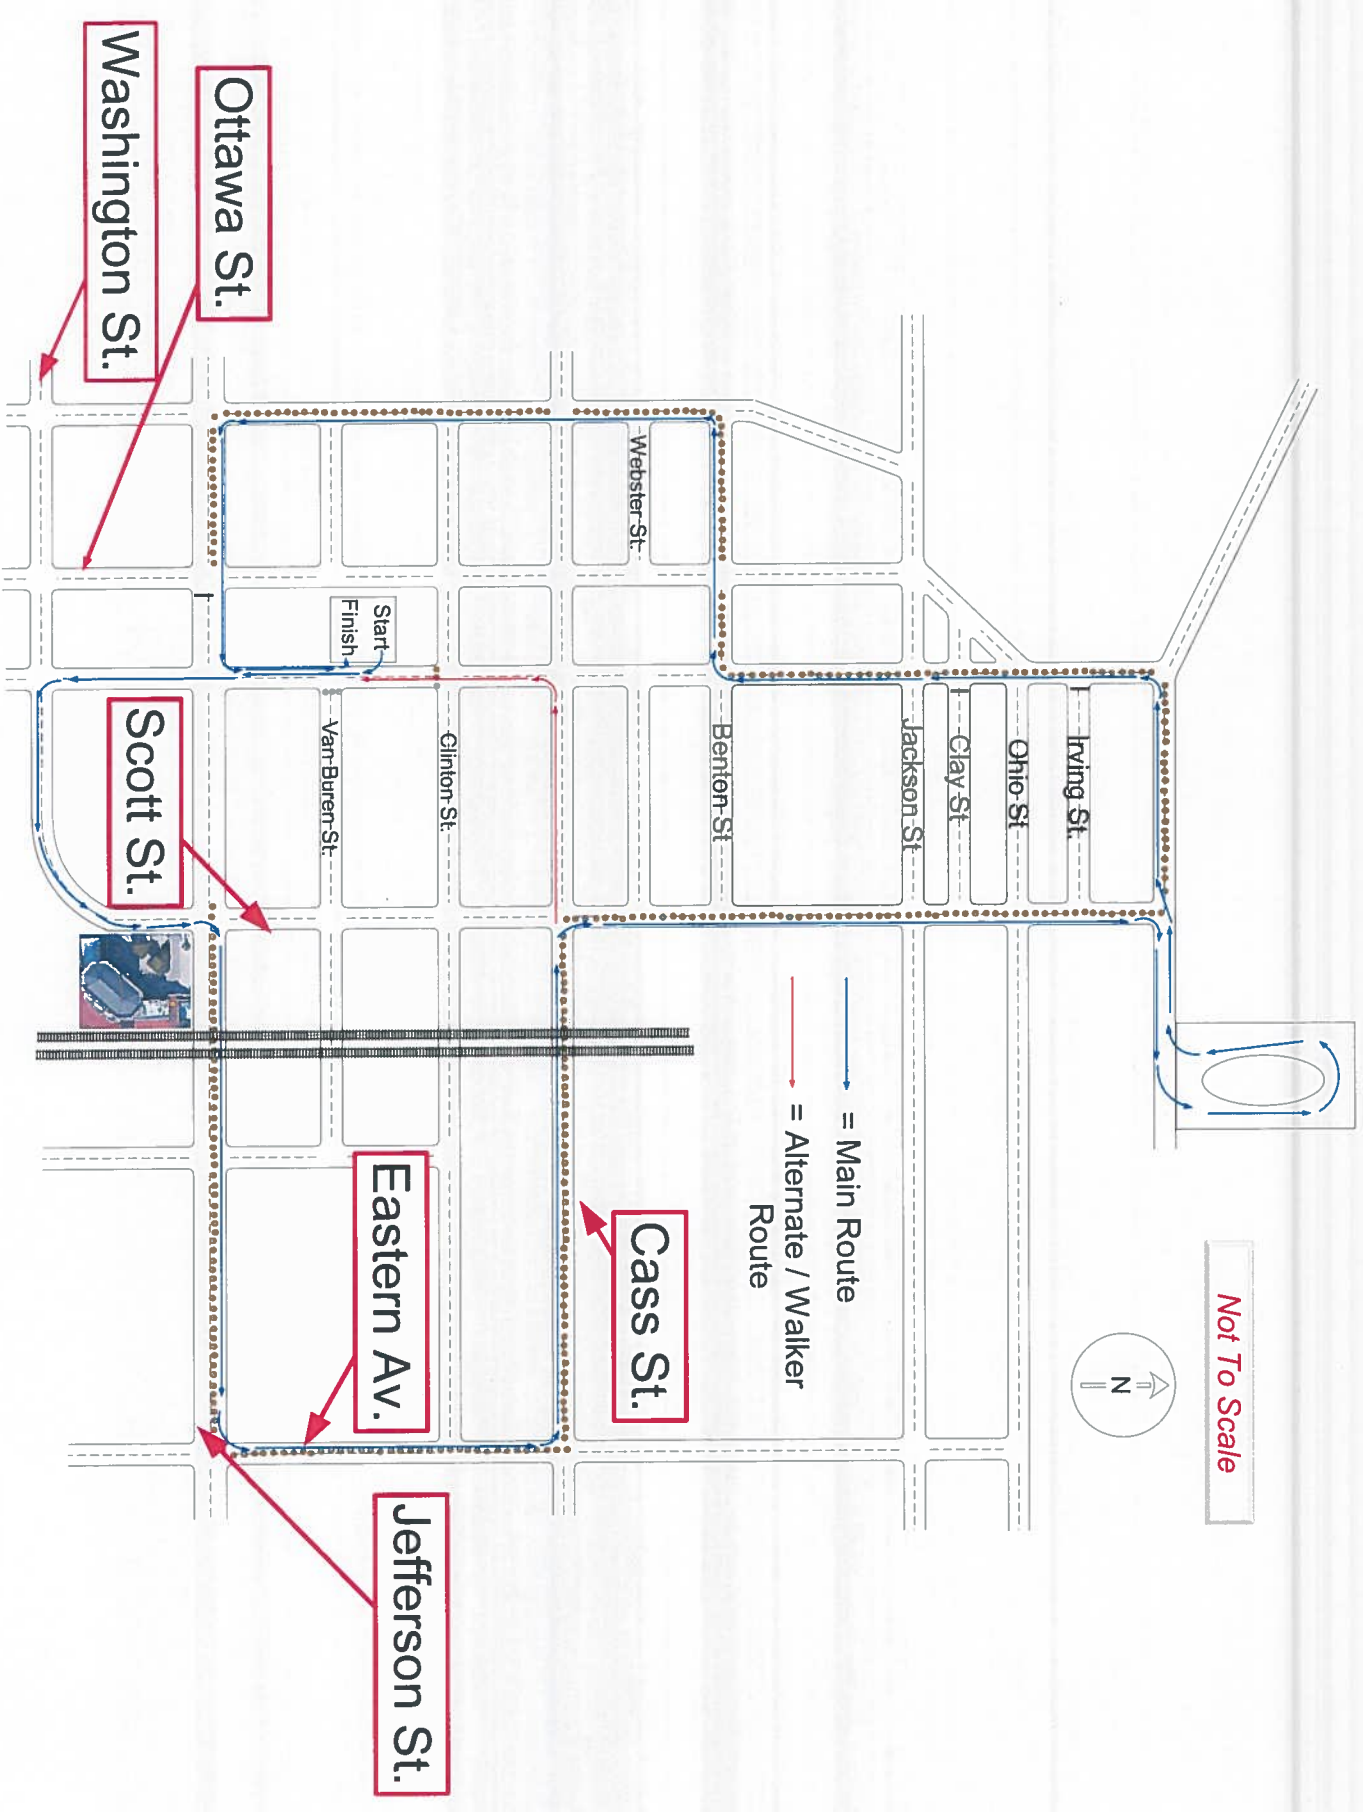 Not To Scale
N
= Main Route
= Alternate / Walker
Route
Irving St.
Ohio St
Clay St
Jackson St
Benton St
Webster St.
Cass St.
Clinton St.
Van Buren St.
Start
Finish
Eastern Av.
Jefferson St.
Scott St.
Ottawa St.
Washington St.